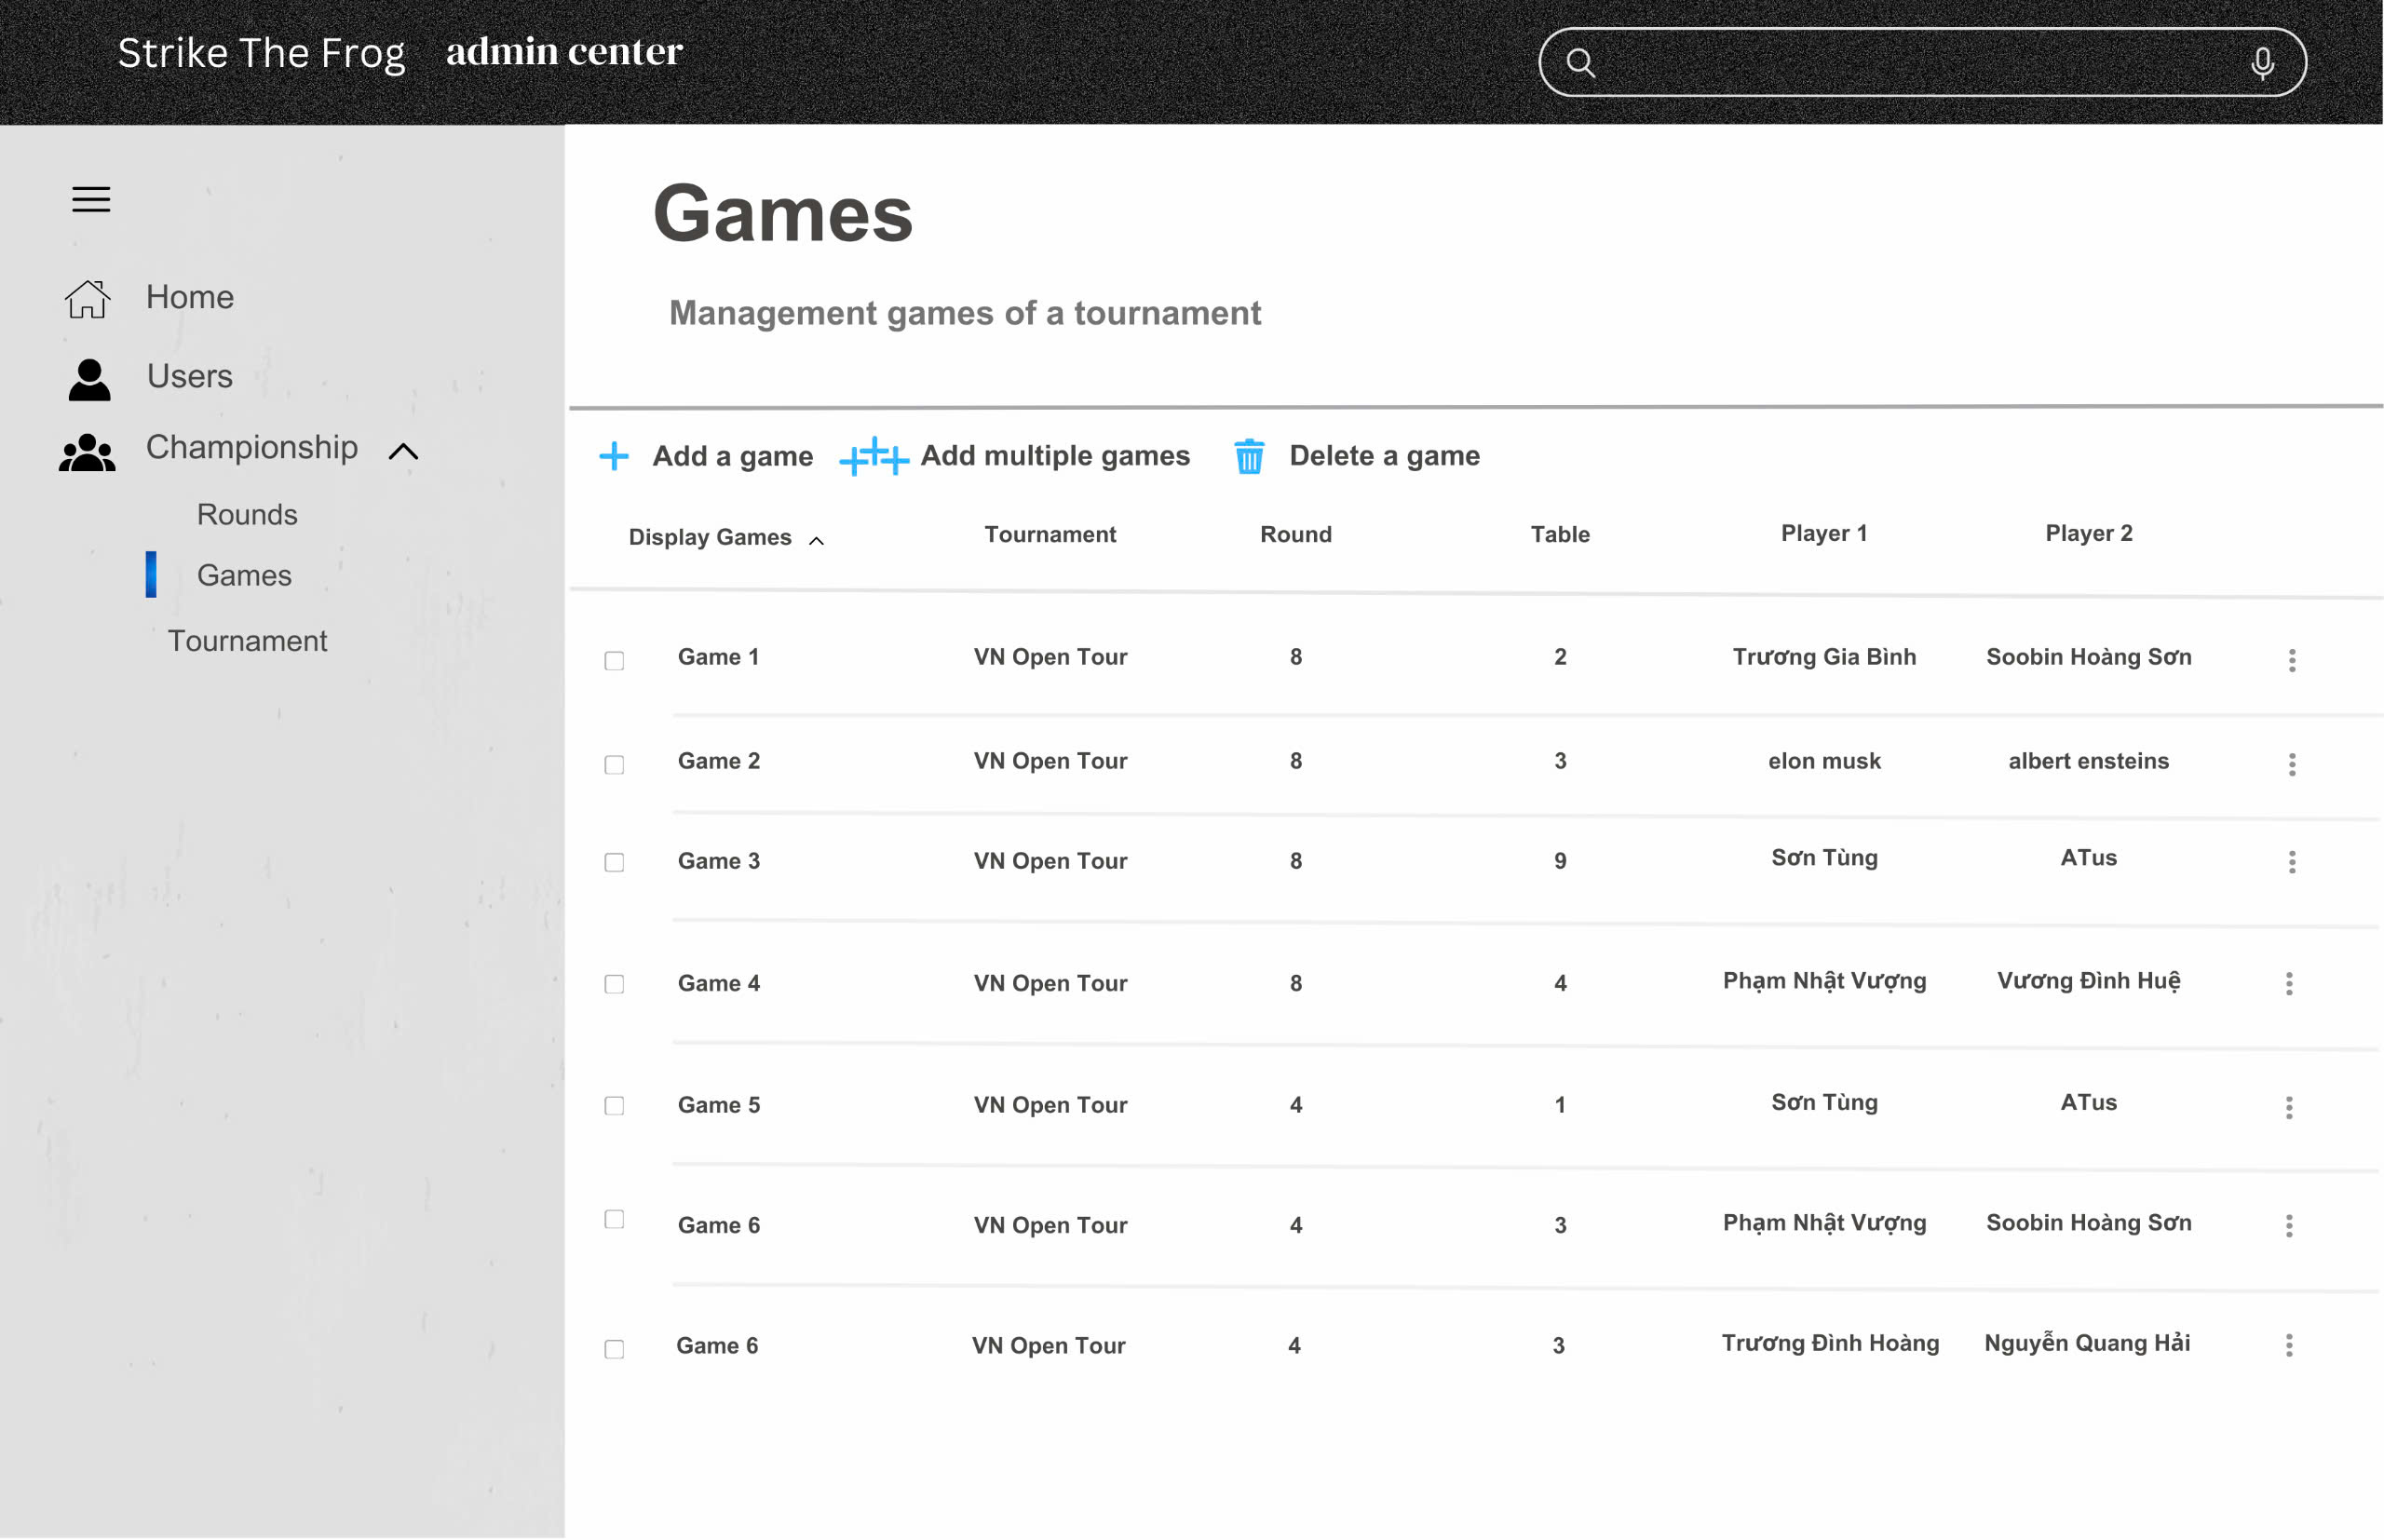 Strike The Frog admin center
Home
Users
Championship
Rounds
Games
Tournament
Games
Management games of a tournament
Add a game Add multiple games Delete a game
Display Games Tournament Round Table Player 1 Player 2
Game 1 VN Open Tour 8 2 Trương Gia Bình Soobin Hoàng Sơn
Game 2 VN Open Tour 8 3 elon musk albert ensteins
Game 3 VN Open Tour 8 9 Sơn Tùng ATus
Game 4 VN Open Tour 8 4 Phạm Nhật Vượng Vương Đình Huệ
Game 5 VN Open Tour 4 1 Sơn Tùng ATus
Game 6 VN Open Tour 4 3 Phạm Nhật Vượng Soobin Hoàng Sơn
Game 6 VN Open Tour 4 3 Trương Đình Hoàng Nguyễn Quang Hải